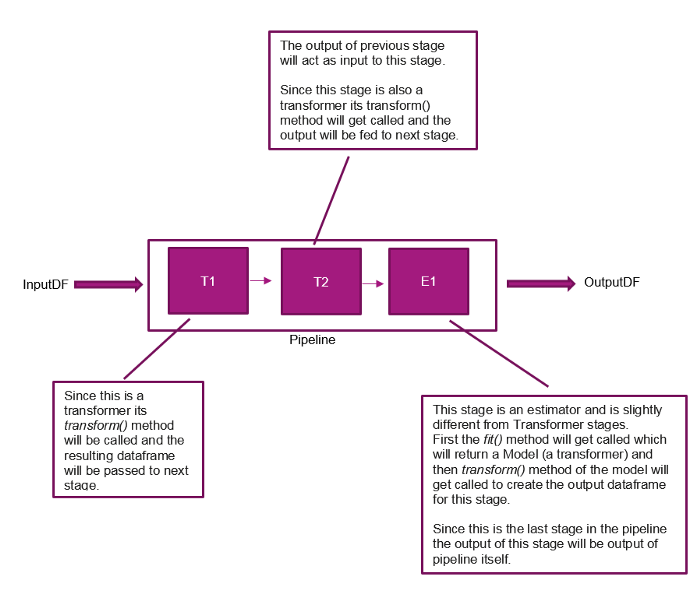 The output of previous stage
will act as input to this stage.
Since this stage is also a
transformer its transform()
method will get called and the
output will be fed to next stage.
InputDF
T1
T2
E1
OutputDF
Pipeline
Since this is a
transformer its
transform() method
will be called and the
resulting dataframe
will be passed to next
stage.
This stage is an estimator and is slightly
different from Transformer stages.
First the fit() method will get called which
will return a Model (a transformer) and
then transform() method of the model will
get called to create the output dataframe
for this stage.
Since this is the last stage in the pipeline
the output of this stage will be output of
pipeline itself.